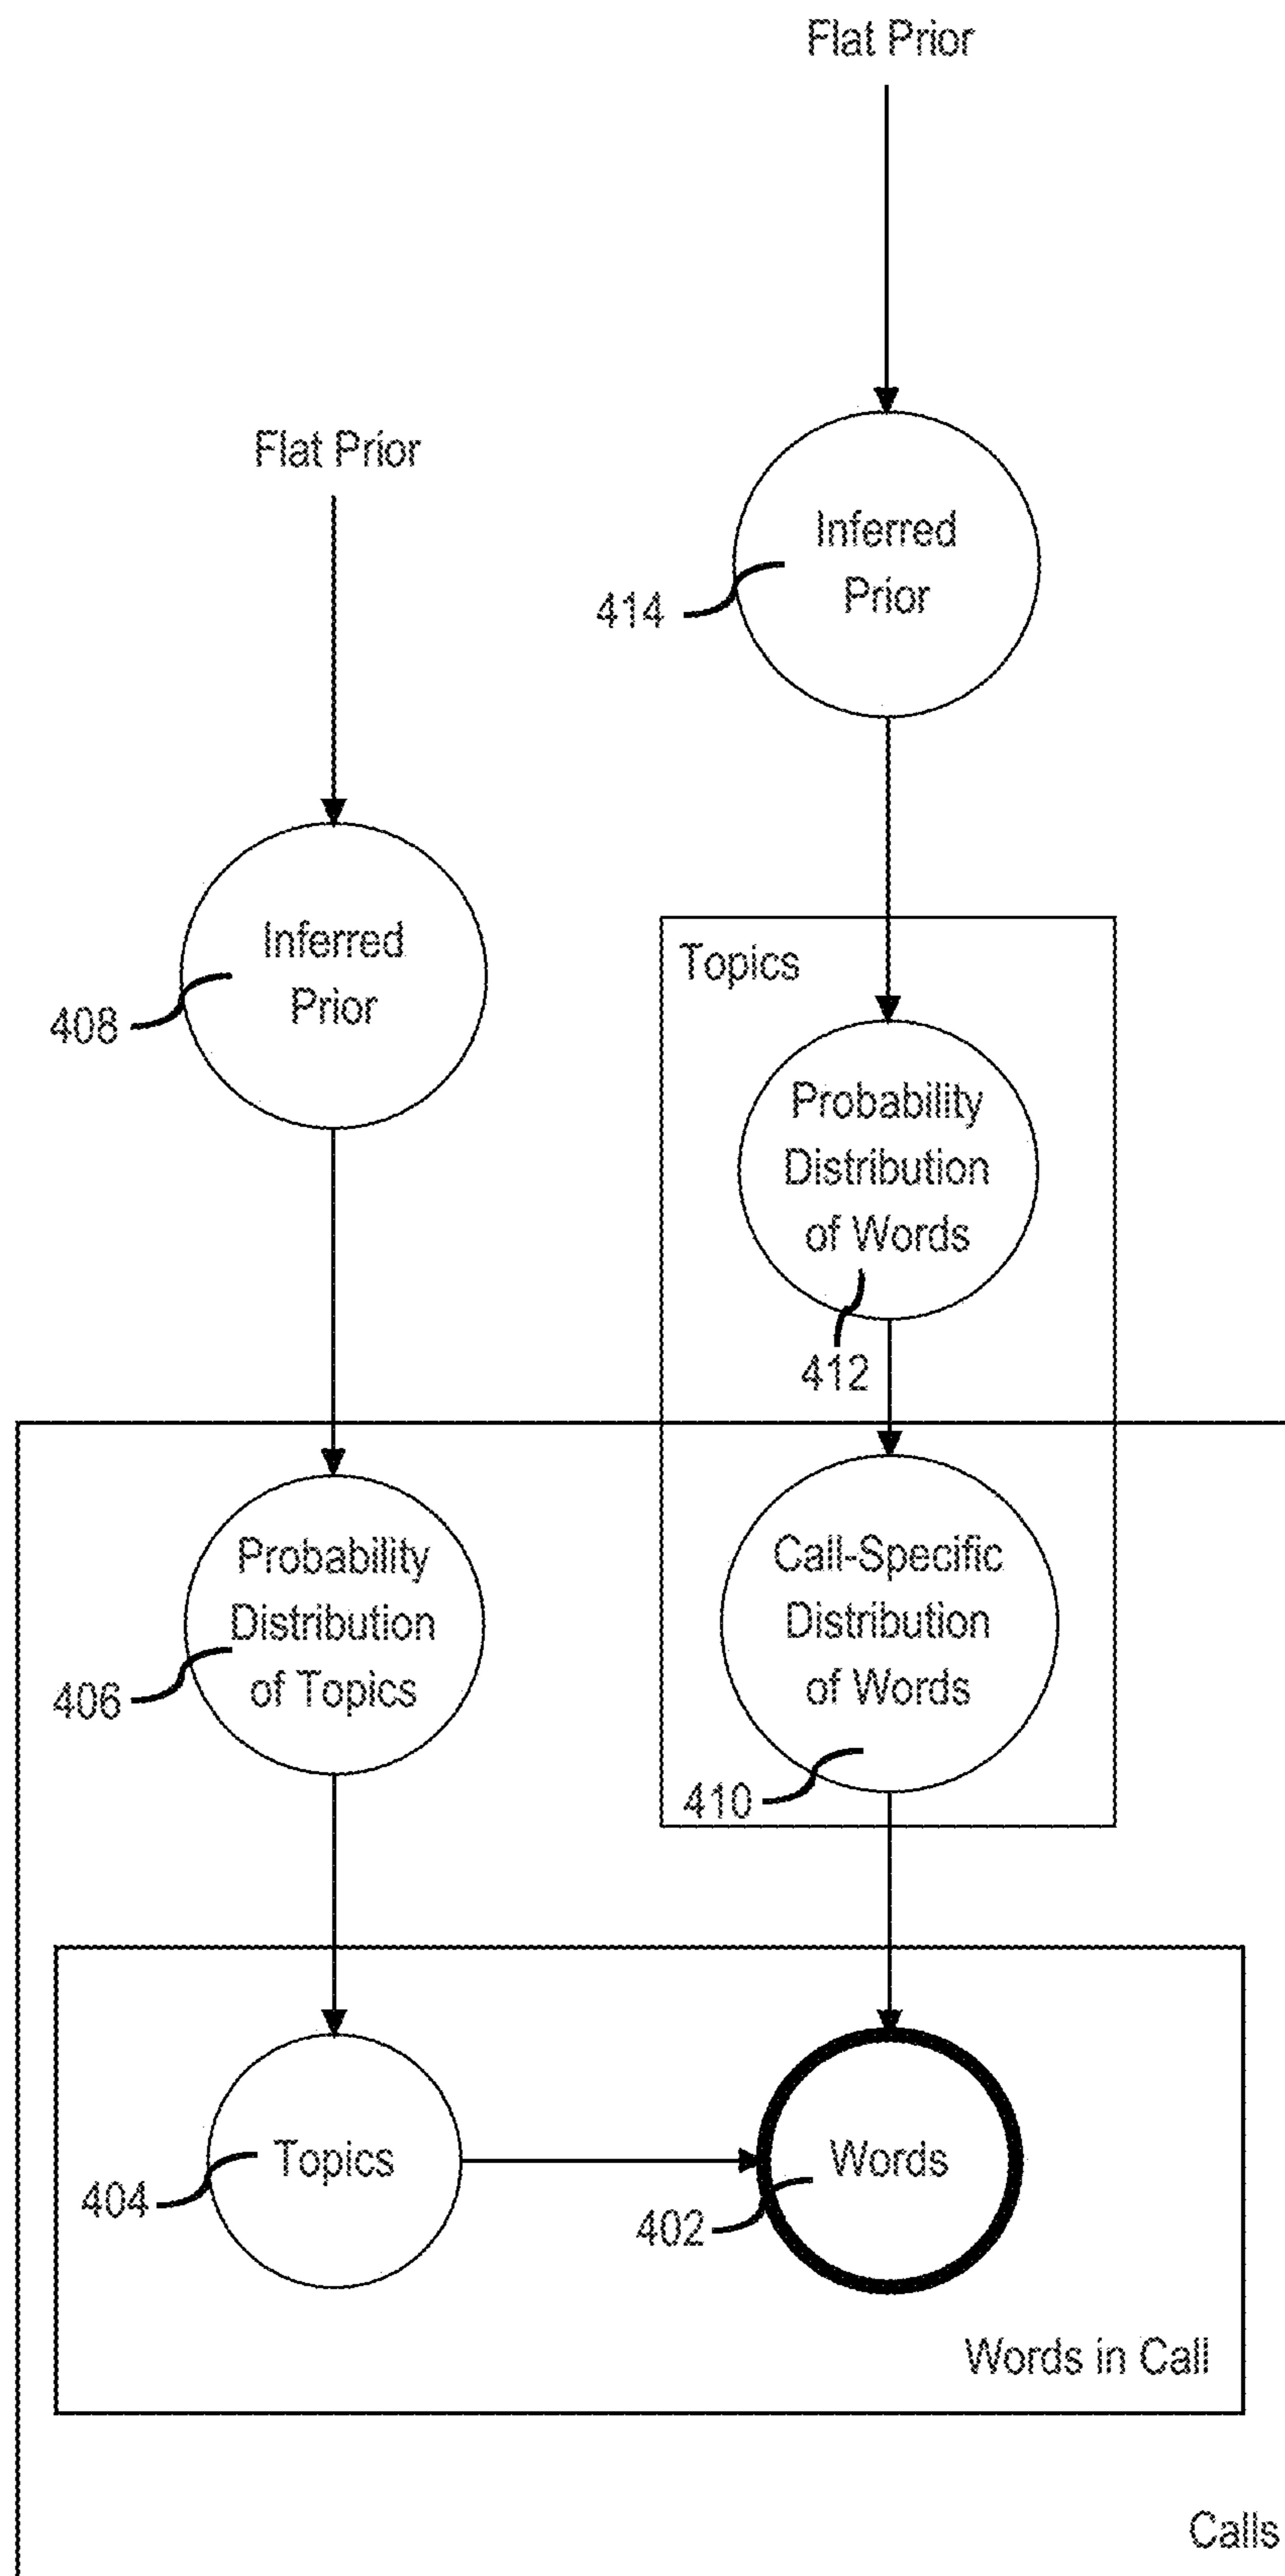 Flat Prior
Flat Prior
Inferred
Prior
414
Inferred
Prior
408
Topics
Probability
Distribution
of Words
412
Probability
Distribution
of Topics
406
Call-Specific
Distribution
of Words
410
Topics
404
Words
402
Words in Call
Calls